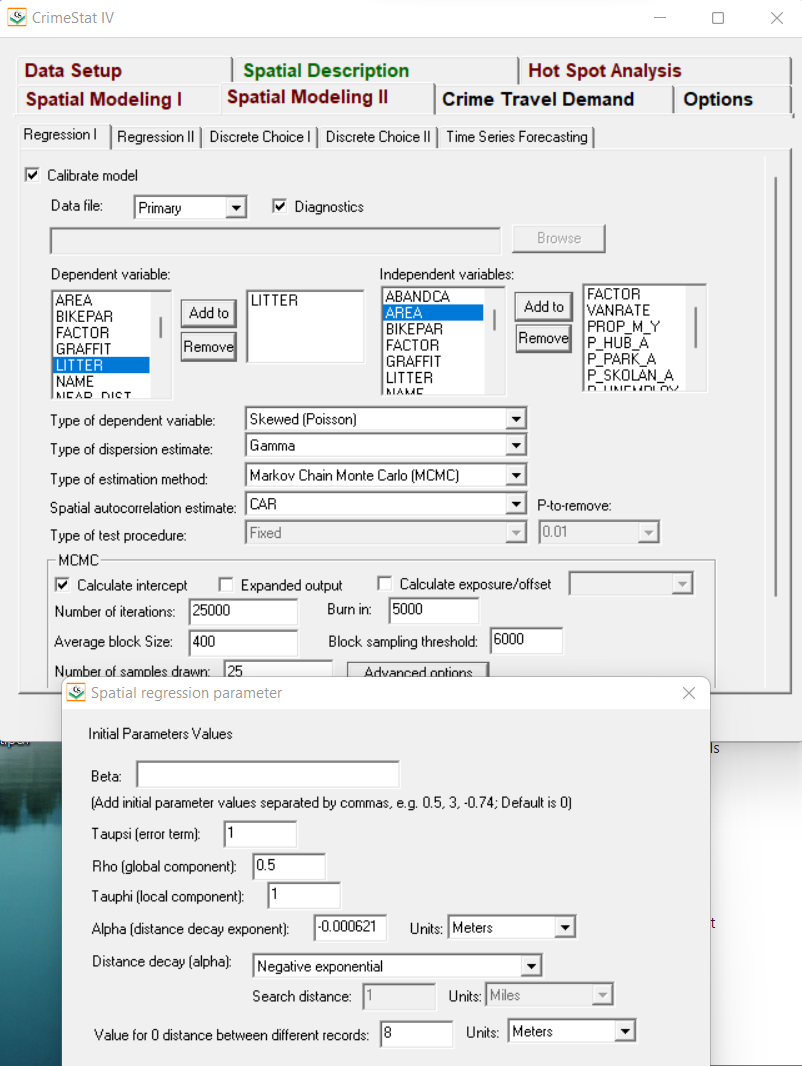 CrimeStat IV
Data Setup
Spatial Description
Hot Spot Analysis
Spatial Modeling I
Spatial Modeling II
Crime Travel Demand
Options
Regression I
Regression II
Discrete Choice I
Discrete Choice II
Time Series Forecasting
Calibrate model
Data file:
Primary
Diagnostics
Browse
Dependent variable:
Independent variables:
AREA
BIKEPAR
FACTOR
GRAFFIT
LITTER
NAME
NEAR_DIST
Add to
Remove
LITTER
ABANDCA
AREA
BIKEPAR
FACTOR
GRAFFIT
LITTER
NAME
Add to
Remove
FACTOR
VANRATE
PROP_M_Y
P_HUB_A
P_PARK_A
P_SKOLAN_A
P_UNEMPLOY
Type of dependent variable: Skewed (Poisson)
Type of dispersion estimate: Gamma
Type of estimation method: Markov Chain Monte Carlo (MCMC)
Spatial autocorrelation estimate: CAR P-to-remove:
Type of test procedure: Fixed 0.01
MCMC
Calculate intercept Expanded output Calculate exposure/offset
Number of iterations: 25000 Burn in: 5000
Average block Size: 400 Block sampling threshold: 6000
Number of samples drawn: 25 Advanced options
Spatial regression parameter
Initial Parameters Values
Beta:
(Add initial parameter values separated by commas, e.g. 0.5, 3, -0.74; Default is 0)
Taupsi (error term): 1
Rho (global component): 0.5
Tauphi (local component): 1
Alpha (distance decay exponent): -0.000621 Units: Meters
Distance decay (alpha): Negative exponential
Search distance: 1 Units: Miles
Value for 0 distance between different records: 8 Units: Meters